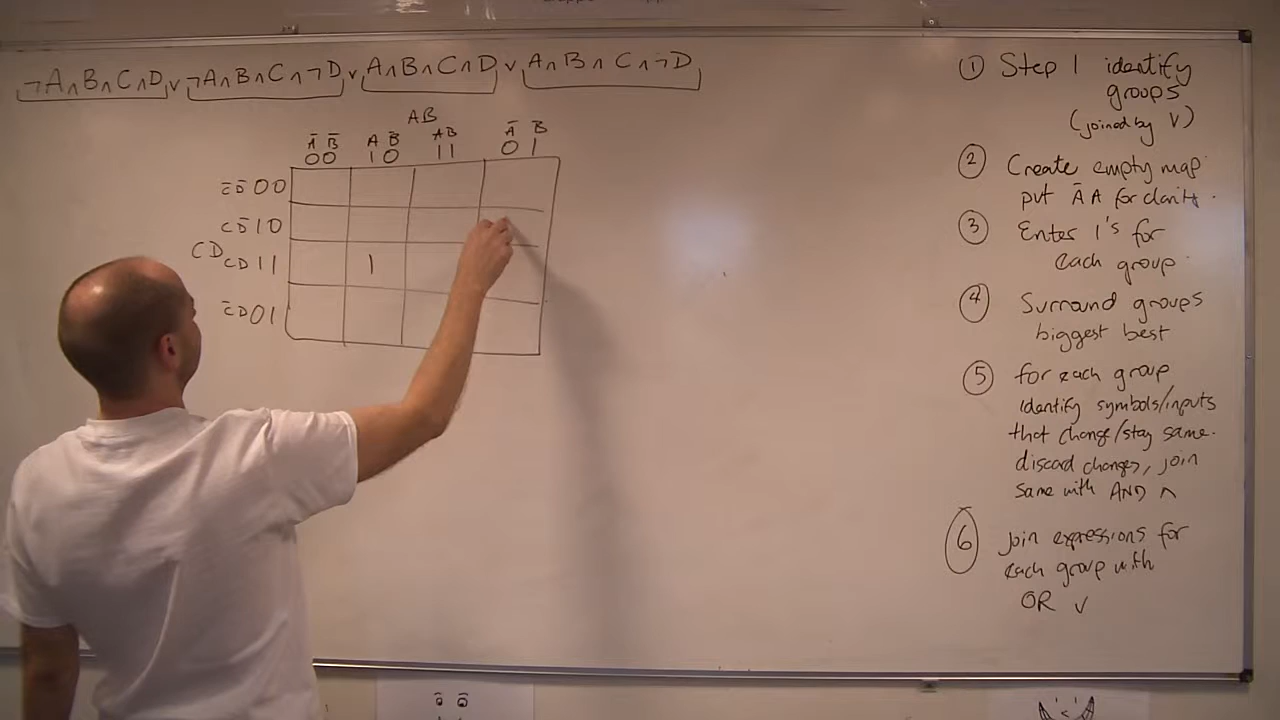 ¬A∧B∧C∧D ∨ ¬A∧B∧C∧¬D ∨ A∧B∧C∧D ∨ A∧B∧C∧¬D
AB
A̅ B̅ A B̅ A B A̅ B
00 10 11 01
C̅ D̅ 00
C D̅ 10
CD
C D 11 1
C̅ D 01
① Step 1 identify
groups
(joined by ∨)
② Create empty map
put A̅ A for clarity.
③ Enter 1's for
each group
④ Surround groups
biggest best
⑤ for each group
identify symbols/inputs
that change/stay same.
discard changes, join
same with AND ∧
⑥ join expressions for
each group with
OR ∨